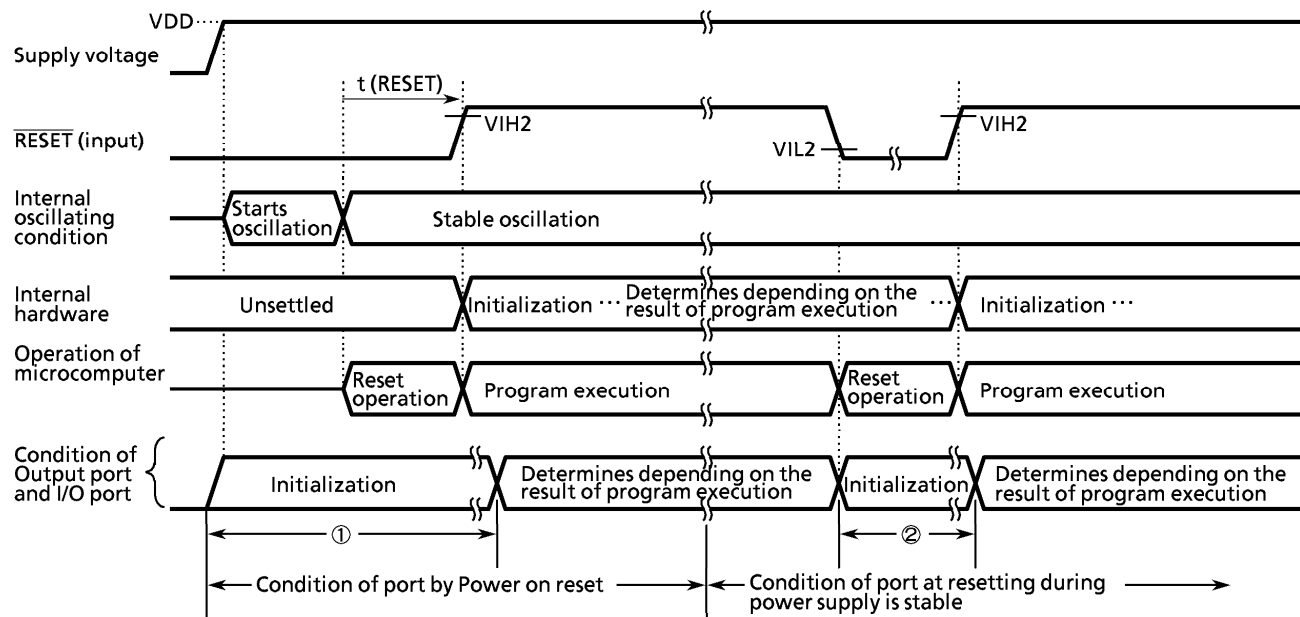 VDD
Supply voltage
t (RESET)
VIH2
RESET (input)
VIL2
VIH2
Internal
oscillating
condition
Starts
oscillation
Stable oscillation
Internal
hardware
Unsettled
Initialization ···
Determines depending on the
result of program execution
···
Initialization ···
Operation of
microcomputer
Reset
operation
Program execution
Reset
operation
Program execution
Condition of
Output port
and I/O port
Initialization
Determines depending on the
result of program execution
Initialization
Determines depending on the
result of program execution
①
②
Condition of port by Power on reset
Condition of port at resetting during
power supply is stable